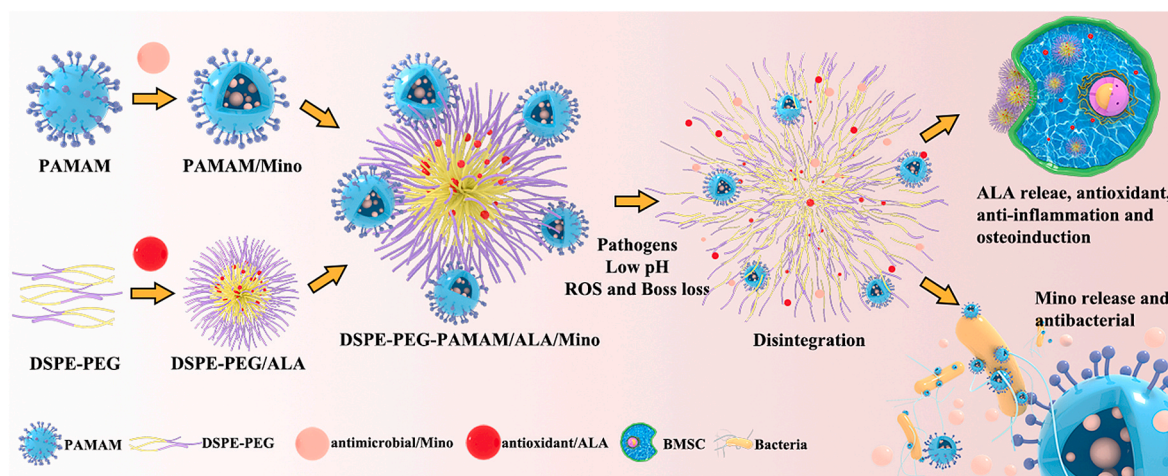 PAMAM
PAMAM/Mino
DSPE-PEG
DSPE-PEG/ALA
DSPE-PEG-PAMAM/ALA/Mino
Pathogens
Low pH
ROS and Boss loss
Disintegration
ALA releae, antioxidant,
anti-inflammation and
osteoinduction
Mino release and
antibacterial
PAMAM
DSPE-PEG
antimicrobial/Mino
antioxidant/ALA
BMSC
Bacteria